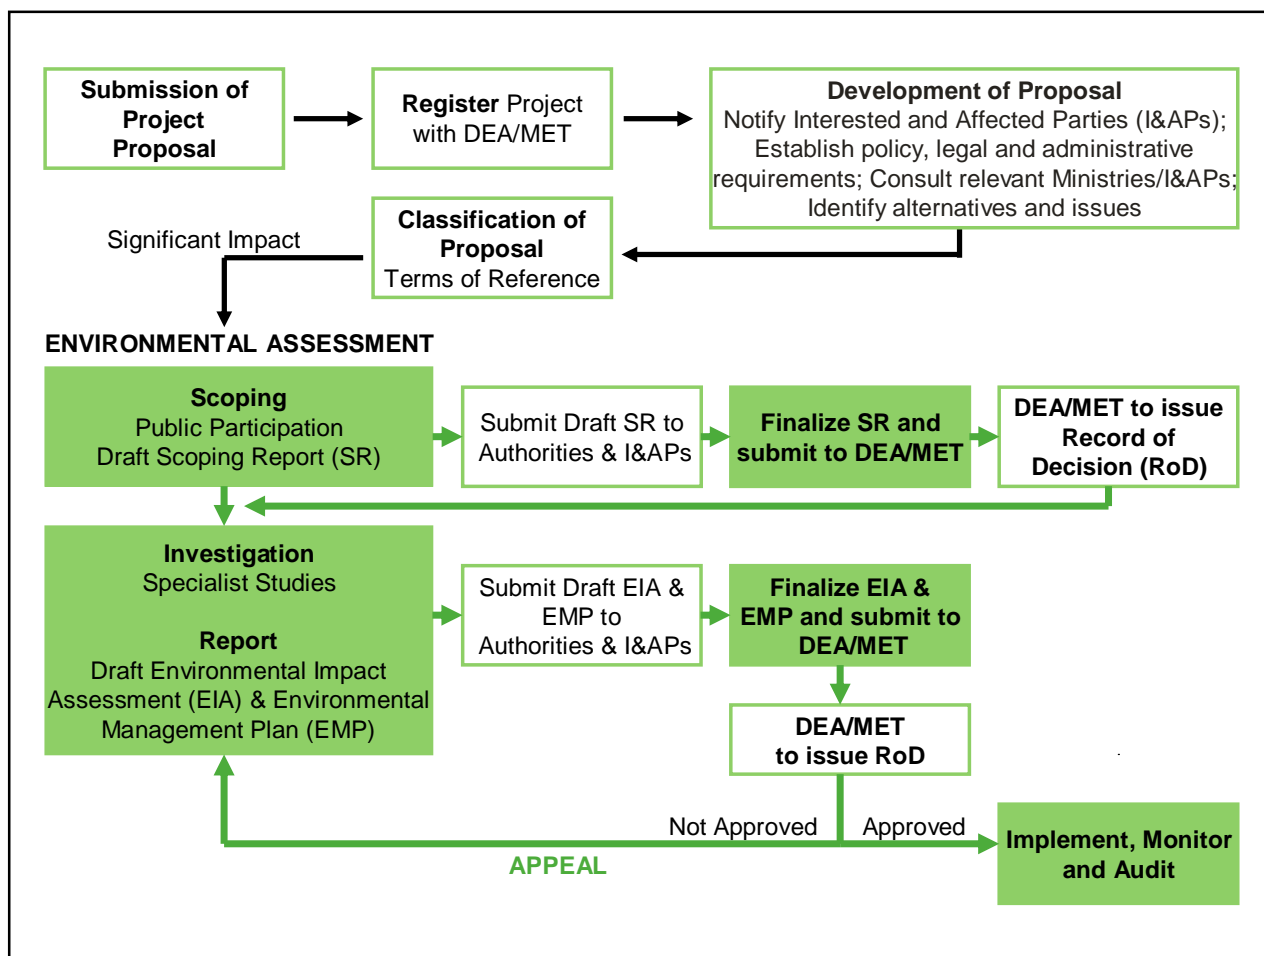 Submission of
Project
Proposal
Register Project
with DEA/MET
Development of Proposal
Notify Interested and Affected Parties (I&APs);
Establish policy, legal and administrative
requirements; Consult relevant Ministries/I&APs;
Identify alternatives and issues
Significant Impact
Classification of
Proposal
Terms of Reference
ENVIRONMENTAL ASSESSMENT
Scoping
Public Participation
Draft Scoping Report (SR)
Submit Draft SR to
Authorities & I&APs
Finalize SR and
submit to DEA/MET
DEA/MET to issue
Record of
Decision (RoD)
Investigation
Specialist Studies
Report
Draft Environmental Impact
Assessment (EIA) & Environmental
Management Plan (EMP)
Submit Draft EIA &
EMP to
Authorities & I&APs
Finalize EIA &
EMP and submit to
DEA/MET
DEA/MET
to issue RoD
Not Approved
Approved
APPEAL
Implement, Monitor
and Audit